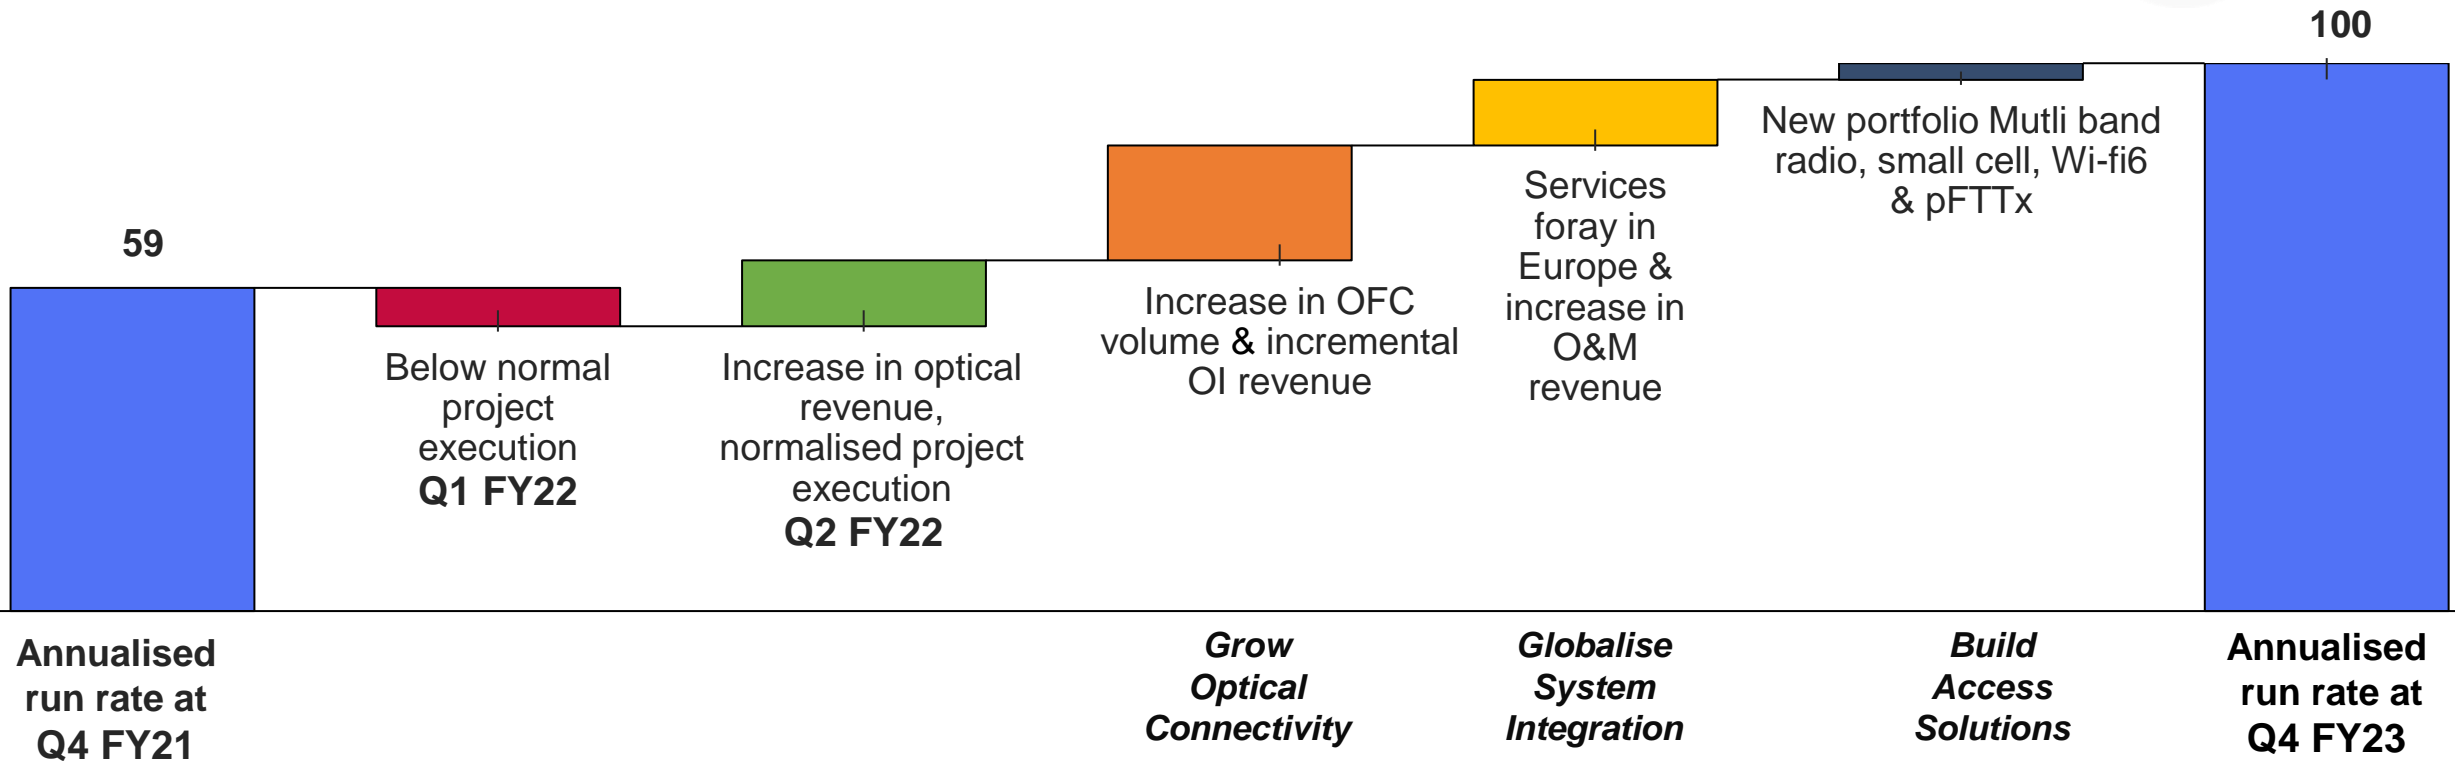 59
Below normal
project
execution
Q1 FY22
Increase in optical
revenue,
normalised project
execution
Q2 FY22
Increase in OFC
volume & incremental
OI revenue
Services
foray in
Europe &
increase in
O&M
revenue
New portfolio Mutli band
radio, small cell, Wi-fi6
& pFTTx
100
Annualised
run rate at
Q4 FY21
Grow
Optical
Connectivity
Globalise
System
Integration
Build
Access
Solutions
Annualised
run rate at
Q4 FY23